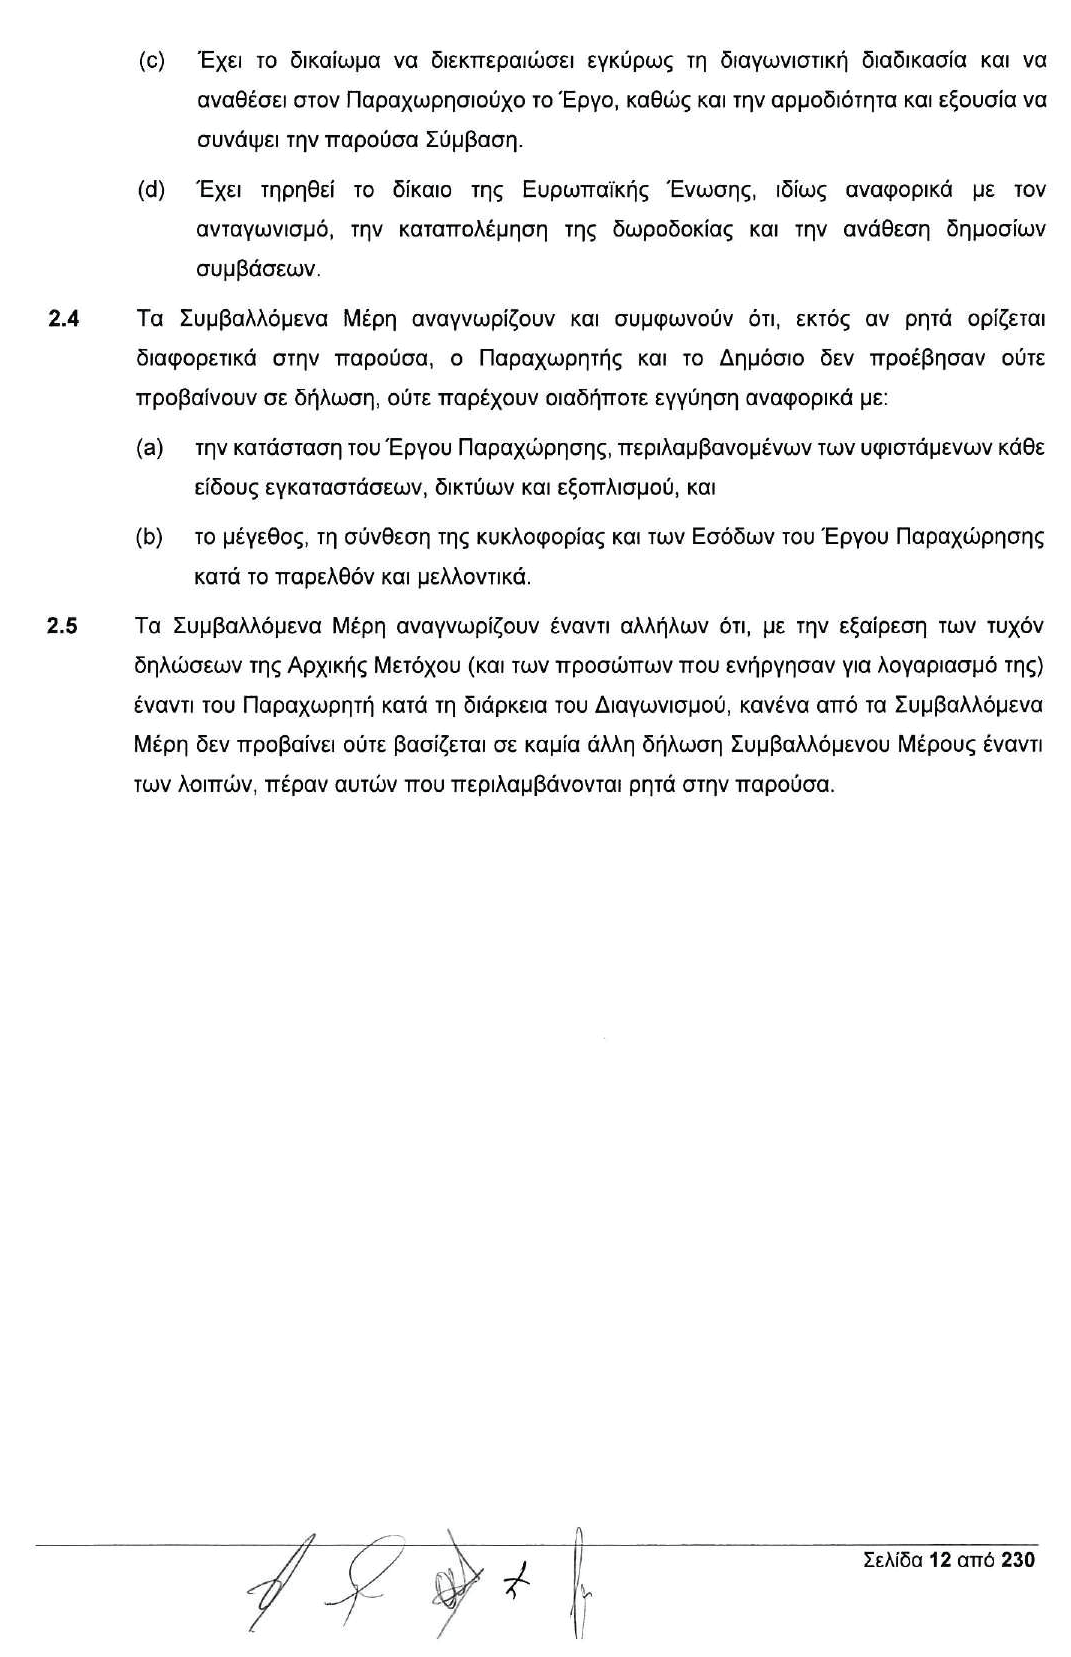 (c) Έχει το δικαίωμα να διεκπεραιώσει εγκύρως τη διαγωνιστική διαδικασία και να
αναθέσει στον Παραχωρησιούχο το Έργο, καθώς και την αρμοδιότητα και εξουσία να
συνάψει την παρούσα Σύμβαση.
(d) Έχει τηρηθεί το δίκαιο της Ευρωπαϊκής Ένωσης, ιδίως αναφορικά με τον
ανταγωνισμό, την καταπολέμηση της δωροδοκίας και την ανάθεση δημοσίων
συμβάσεων.
2.4 Τα Συμβαλλόμενα Μέρη αναγνωρίζουν και συμφωνούν ότι, εκτός αν ρητά ορίζεται
διαφορετικά στην παρούσα, ο Παραχωρητής και το Δημόσιο δεν προέβησαν ούτε
προβαίνουν σε δήλωση, ούτε παρέχουν οιαδήποτε εγγύηση αναφορικά με:
(a) την κατάσταση του Έργου Παραχώρησης, περιλαμβανομένων των υφιστάμενων κάθε
είδους εγκαταστάσεων, δικτύων και εξοπλισμού, και
(b) το μέγεθος, τη σύνθεση της κυκλοφορίας και των Εσόδων του Έργου Παραχώρησης
κατά το παρελθόν και μελλοντικά.
2.5 Τα Συμβαλλόμενα Μέρη αναγνωρίζουν έναντι αλλήλων ότι, με την εξαίρεση των τυχόν
δηλώσεων της Αρχικής Μετόχου (και των προσώπων που ενήργησαν για λογαριασμό της)
έναντι του Παραχωρητή κατά τη διάρκεια του Διαγωνισμού, κανένα από τα Συμβαλλόμενα
Μέρη δεν προβαίνει ούτε βασίζεται σε καμία άλλη δήλωση Συμβαλλόμενου Μέρους έναντι
των λοιπών, πέραν αυτών που περιλαμβάνονται ρητά στην παρούσα.
Σελίδα 12 από 230